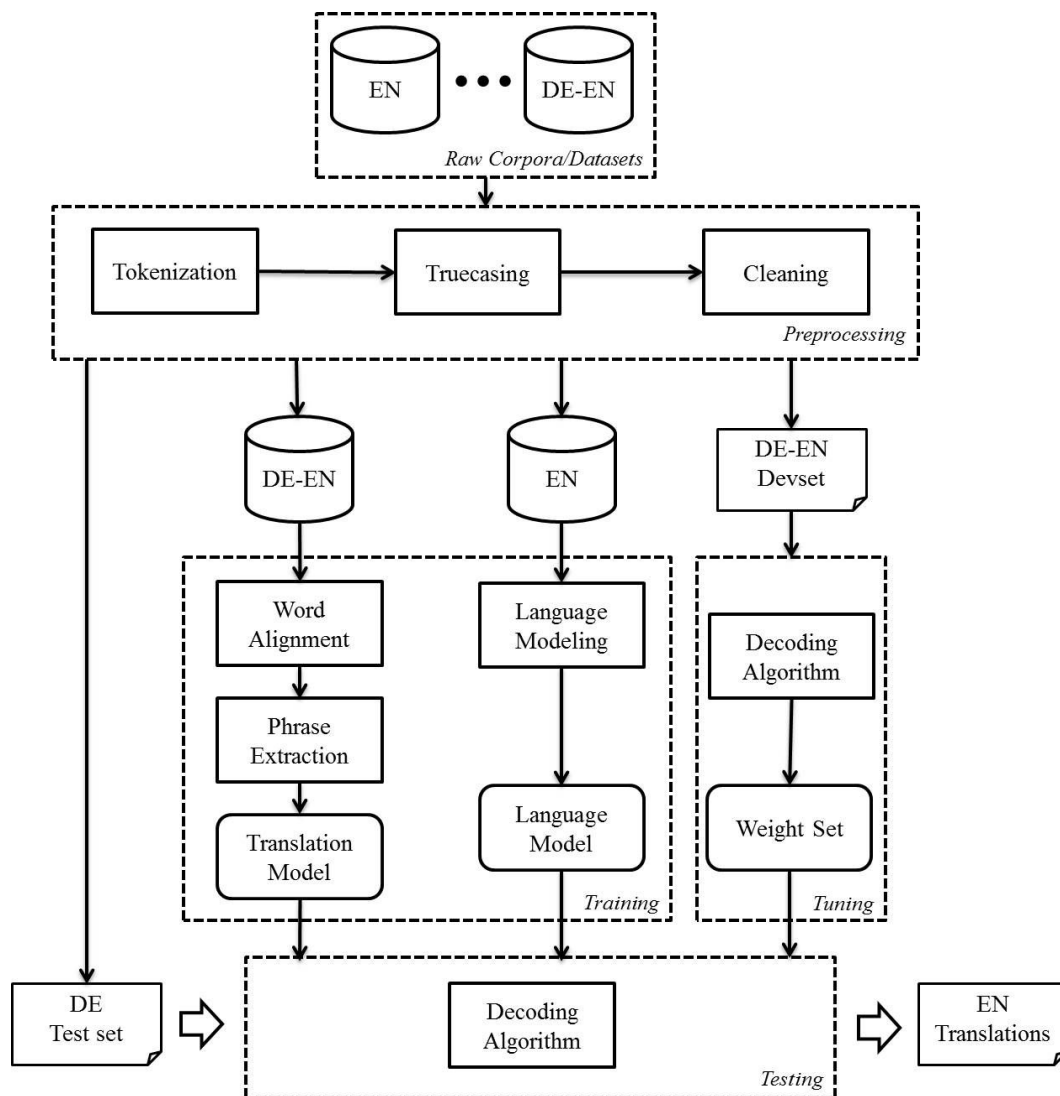 EN
DE-EN
Raw Corpora/Datasets
Tokenization
Truecasing
Cleaning
Preprocessing
DE-EN
EN
DE-EN
Devset
Word
Alignment
Language
Modeling
Decoding
Algorithm
Phrase
Extraction
Translation
Model
Language
Model
Weight Set
Training
Tuning
DE
Test set
Decoding
Algorithm
EN
Translations
Testing